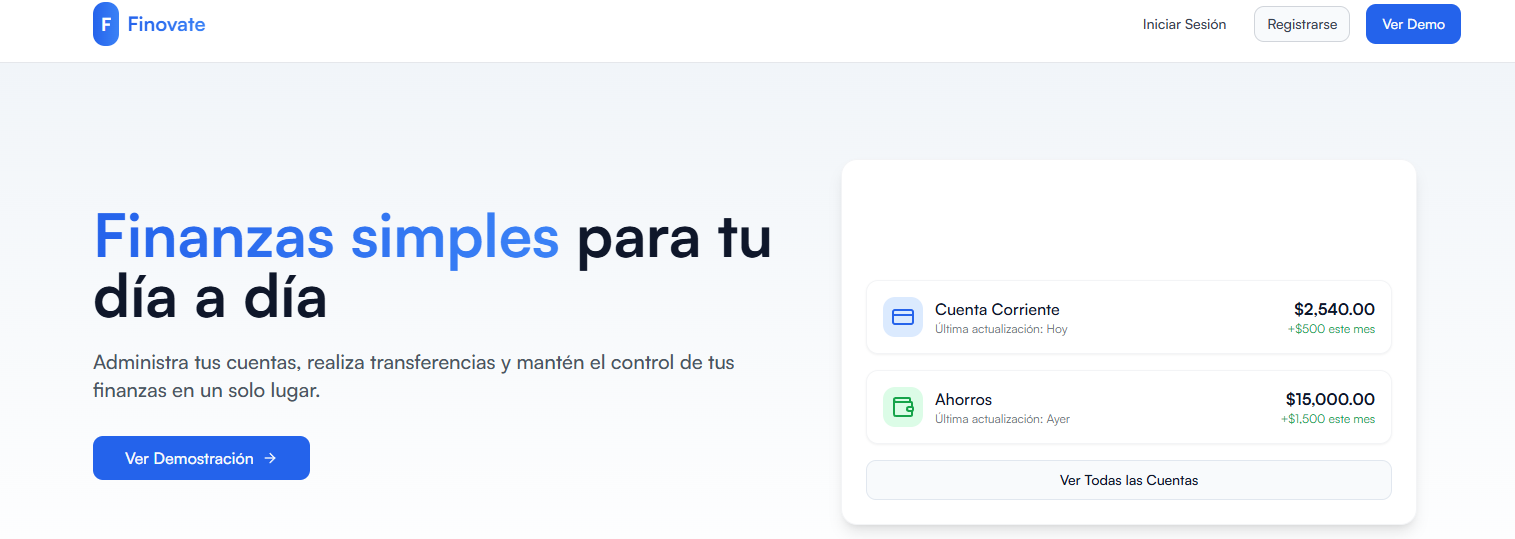 F Finovate
Iniciar Sesión
Registrarse
Ver Demo
Finanzas simples para tu
día a día
Administra tus cuentas, realiza transferencias y mantén el control de tus
finanzas en un solo lugar.
Ver Demostración →
Cuenta Corriente
Última actualización: Hoy
$2,540.00
+$500 este mes
Ahorros
Última actualización: Ayer
$15,000.00
+$1,500 este mes
Ver Todas las Cuentas